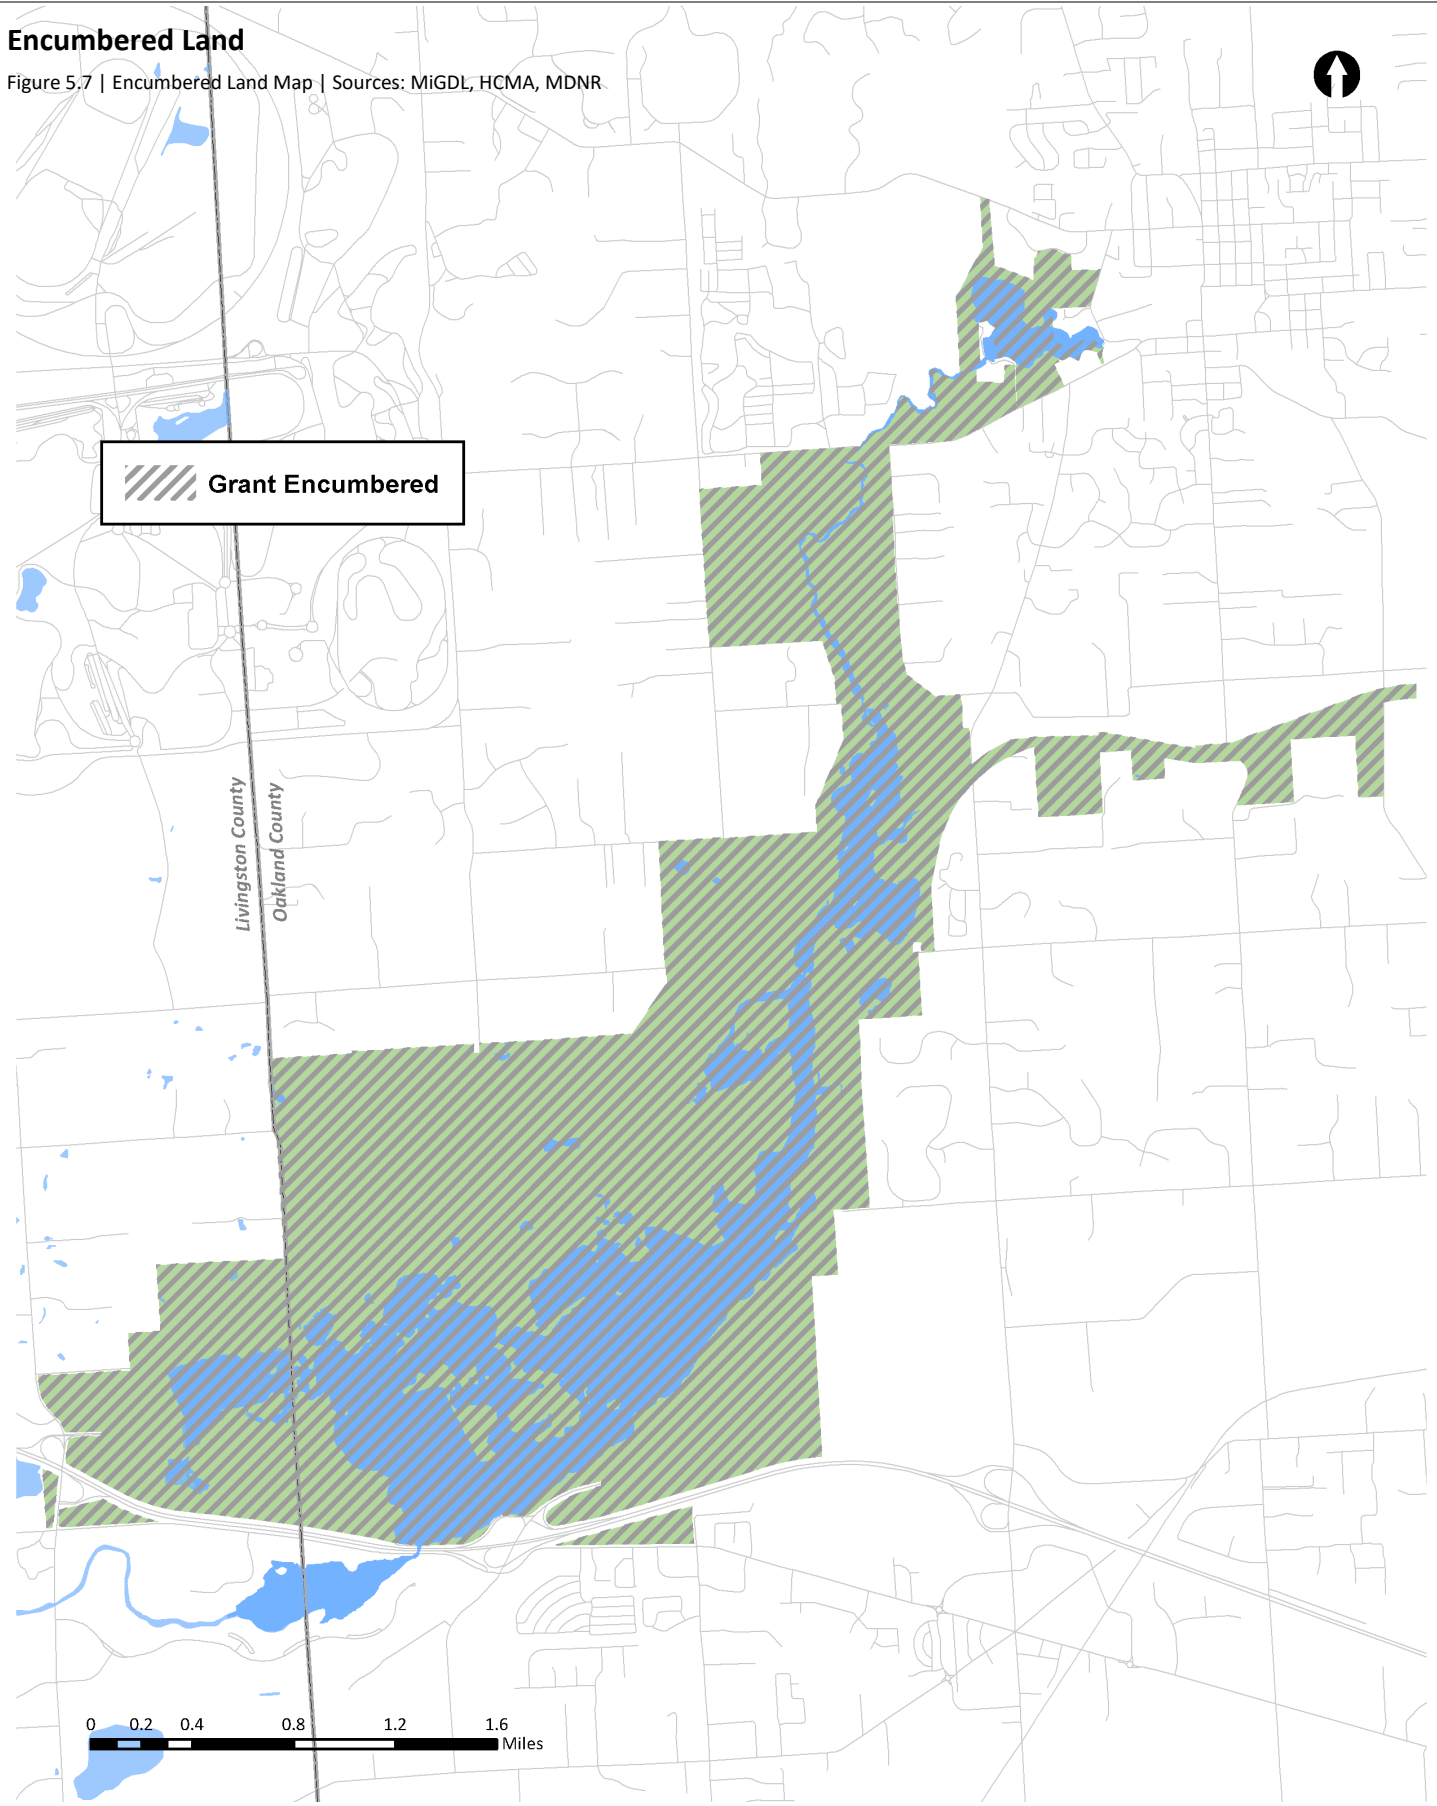 Encumbered Land
Figure 5.7 | Encumbered Land Map | Sources: MiGDL, HCMA, MDNR
Grant Encumbered
Livingston County
Oakland County
0 0.2 0.4 0.8 1.2 1.6
Miles